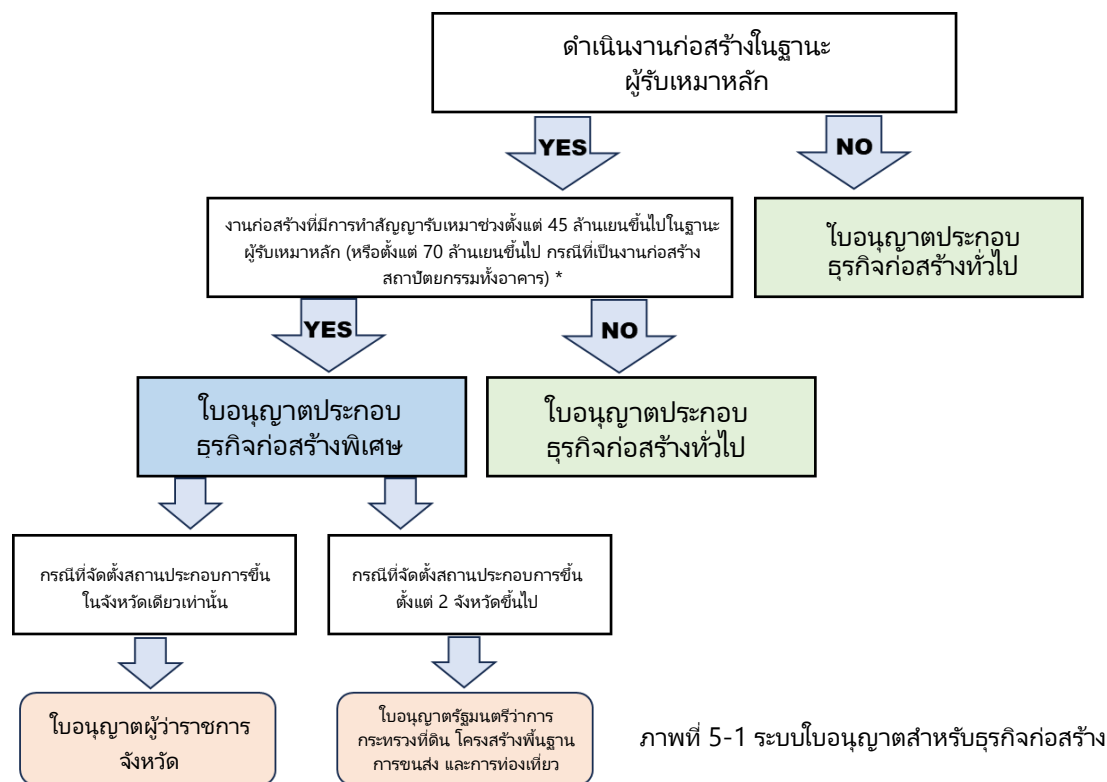 ดำเนินงานก่อสร้างในฐานะ
ผู้รับเหมาหลัก
YES
NO
งานก่อสร้างที่มีการทำสัญญารับเหมาช่วงตั้งแต่ 45 ล้านเยนขึ้นไปในฐานะ
ผู้รับเหมาหลัก (หรือตั้งแต่ 70 ล้านเยนขึ้นไป กรณีที่เป็นงานก่อสร้าง
สถาปัตยกรรมทั้งอาคาร) *
ใบอนุญาตประกอบ
ธุรกิจก่อสร้างทั่วไป
YES
NO
ใบอนุญาตประกอบ
ธุรกิจก่อสร้างพิเศษ
ใบอนุญาตประกอบ
ธุรกิจก่อสร้างทั่วไป
กรณีที่จัดตั้งสถานประกอบการขึ้น
ในจังหวัดเดียวเท่านั้น
กรณีที่จัดตั้งสถานประกอบการขึ้น
ตั้งแต่ 2 จังหวัดขึ้นไป
ใบอนุญาตผู้ว่าราชการ
จังหวัด
ใบอนุญาตรัฐมนตรีว่าการ
กระทรวงที่ดิน โครงสร้างพื้นฐาน
การขนส่ง และการท่องเที่ยว
ภาพที่ 5-1 ระบบใบอนุญาตสำหรับธุรกิจก่อสร้าง